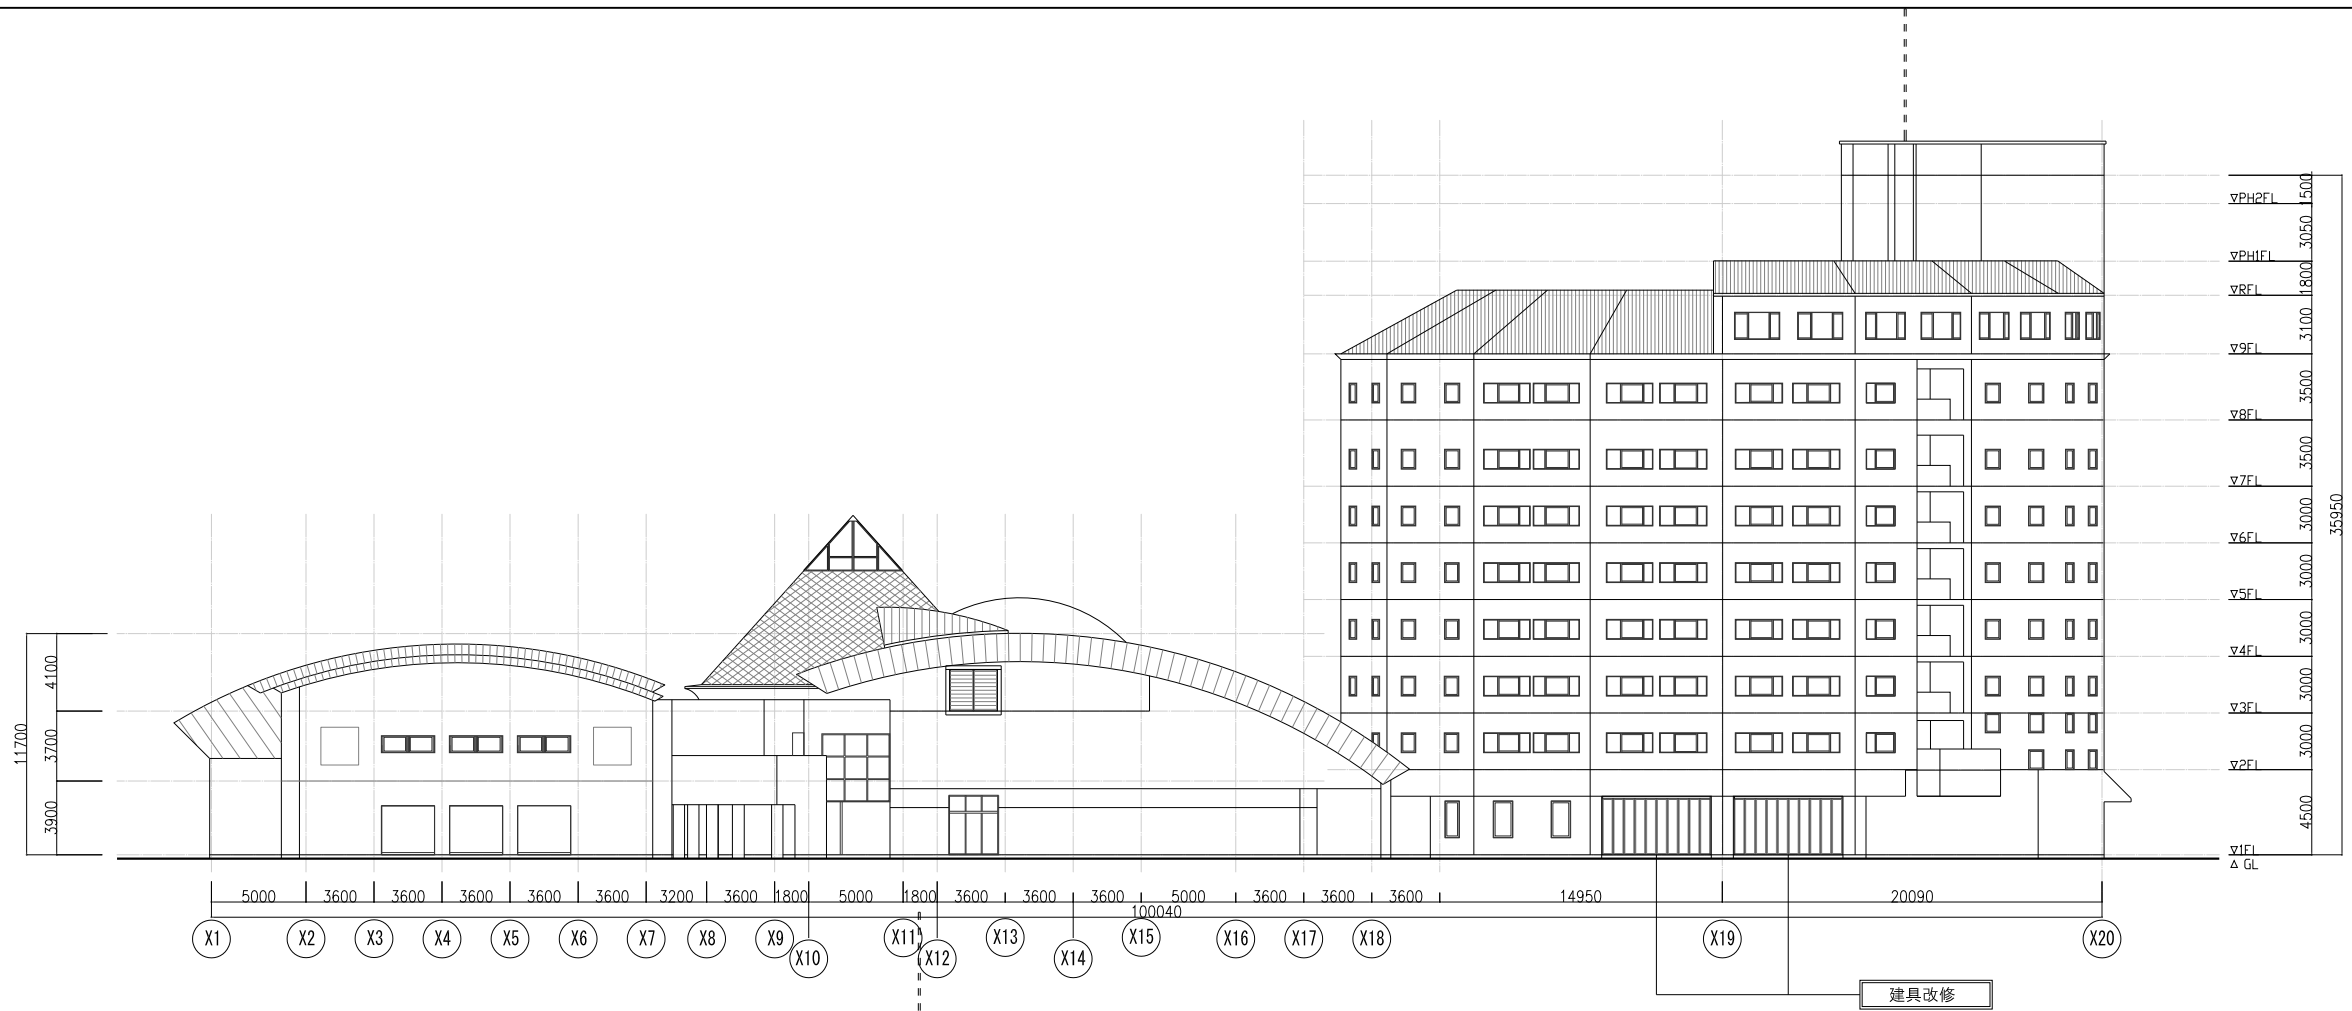 1500
▽PH2FL
3050
▽PH1FL
1800
▽RFL
3100
▽9FL
3500
▽8FL
3500
▽7FL
3000
▽6FL
3000
▽5FL
3000
▽4FL
3000
▽3FL
3000
▽2FL
4500
▽1FL
△ GL
35950
4100
3700
3900
11700
5000 3600 3600 3600 3600 3600 3200 3600 1800 5000 1800 3600 3600 3600 5000 3600 3600 3600 14950 20090
100040
X1 X2 X3 X4 X5 X6 X7 X8 X9 X10 X11 X12 X13 X14 X15 X16 X17 X18 X19 X20
建具改修